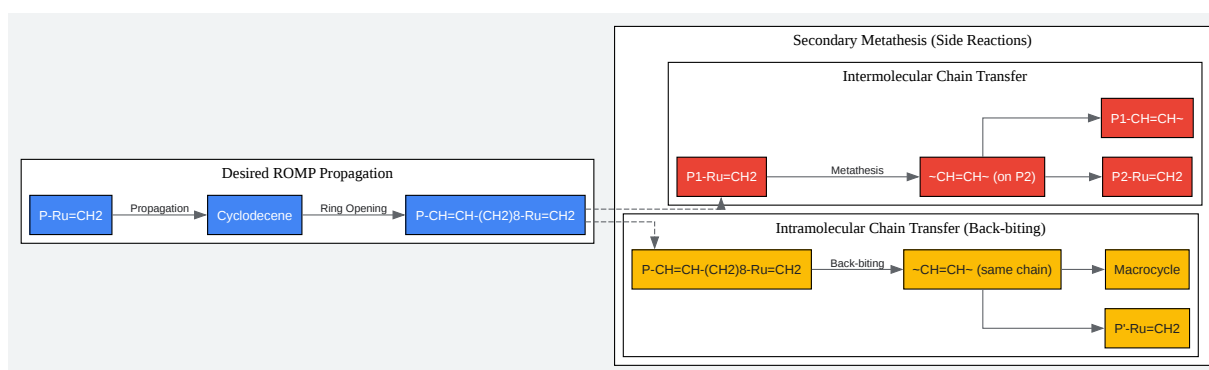 Secondary Metathesis (Side Reactions)
Intermolecular Chain Transfer
P1-CH=CH~
Desired ROMP Propagation
P1-Ru=CH2
Metathesis
~CH=CH~ (on P2)
P2-Ru=CH2
P-Ru=CH2
Propagation
Cyclodecene
Ring Opening
P-CH=CH-(CH2)8-Ru=CH2
Intramolecular Chain Transfer (Back-biting)
P-CH=CH-(CH2)8-Ru=CH2
Back-biting
~CH=CH~ (same chain)
Macrocycle
P'-Ru=CH2